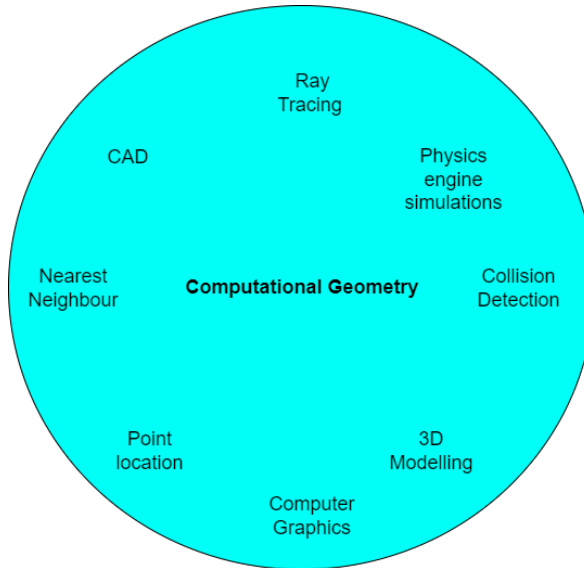 Ray
Tracing
CAD
Physics
engine
simulations
Nearest
Neighbour
Computational Geometry
Collision
Detection
Point
location
3D
Modelling
Computer
Graphics